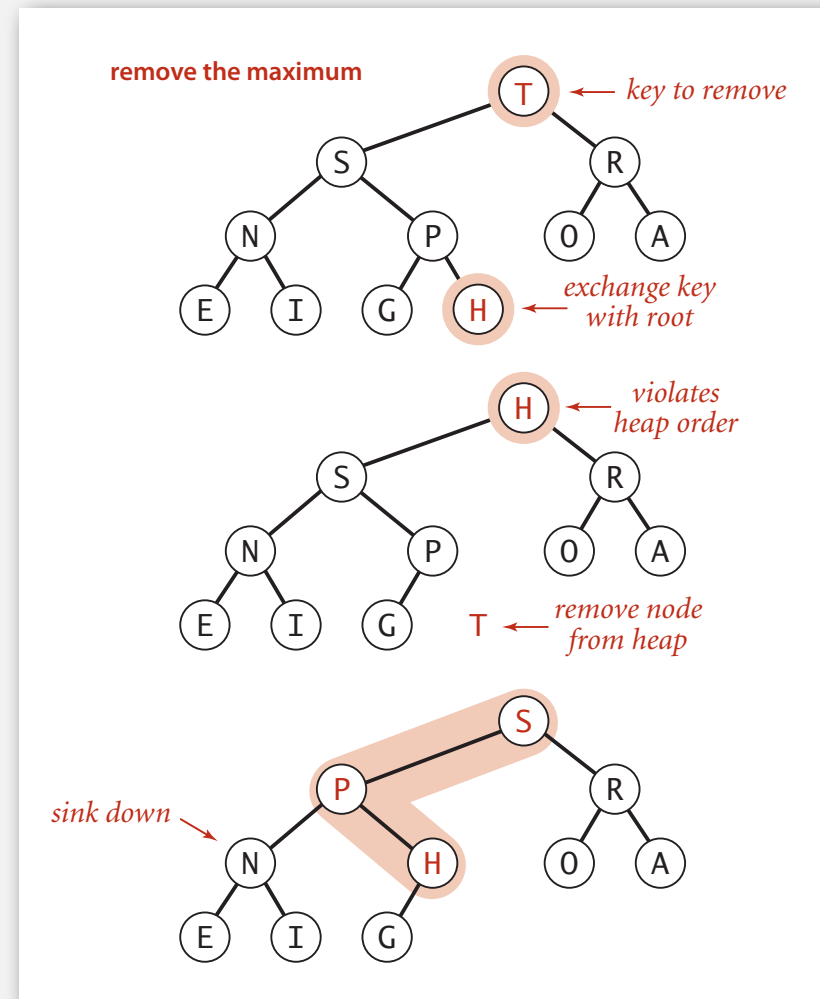 remove the maximum
T
key to remove
S
R
N
P
O
A
E
I
G
H
exchange key
with root
H
violates
heap order
S
R
N
P
O
A
E
I
G
T
remove node
from heap
S
P
R
sink down
N
H
O
A
E
I
G